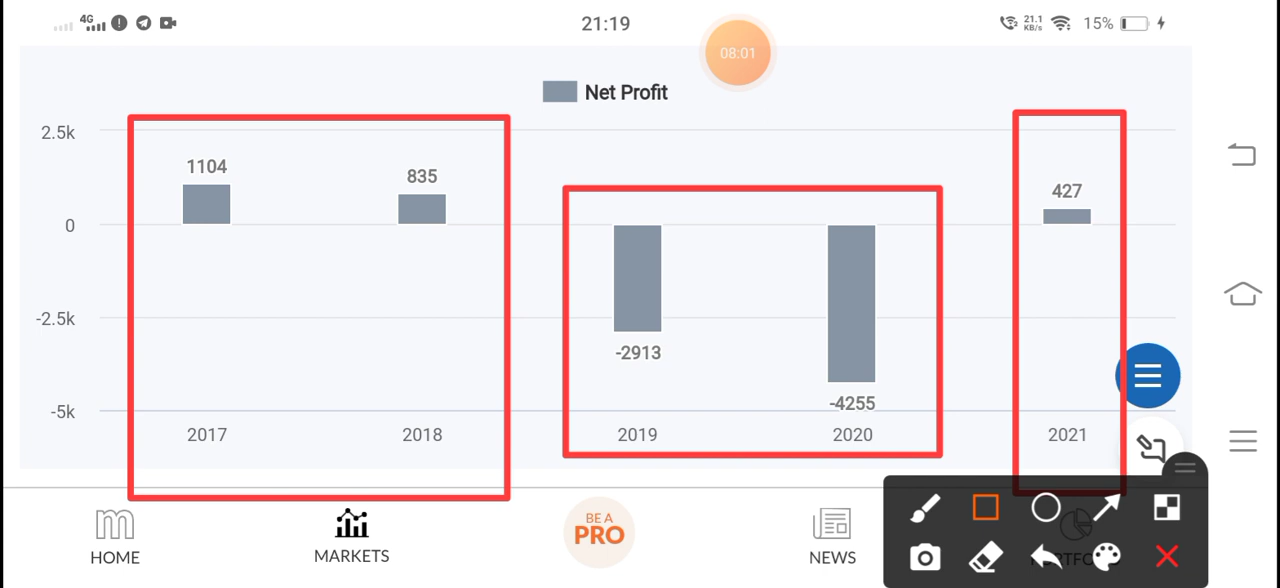 4G
21:19
08:01
21.1
KB/s
15%
Net Profit
2.5k
0
-2.5k
-5k
1104
835
-2913
-4255
427
2017
2018
2019
2020
2021
HOME
MARKETS
BE A
PRO
NEWS